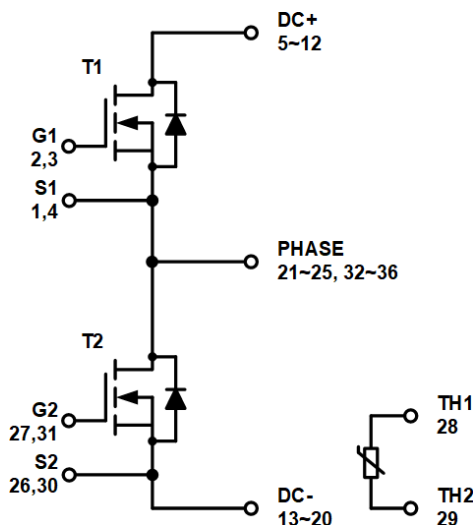 DC+
5~12
T1
G1
2,3
S1
1,4
PHASE
21~25, 32~36
T2
G2
27,31
TH1
28
S2
26,30
DC-
13~20
TH2
29